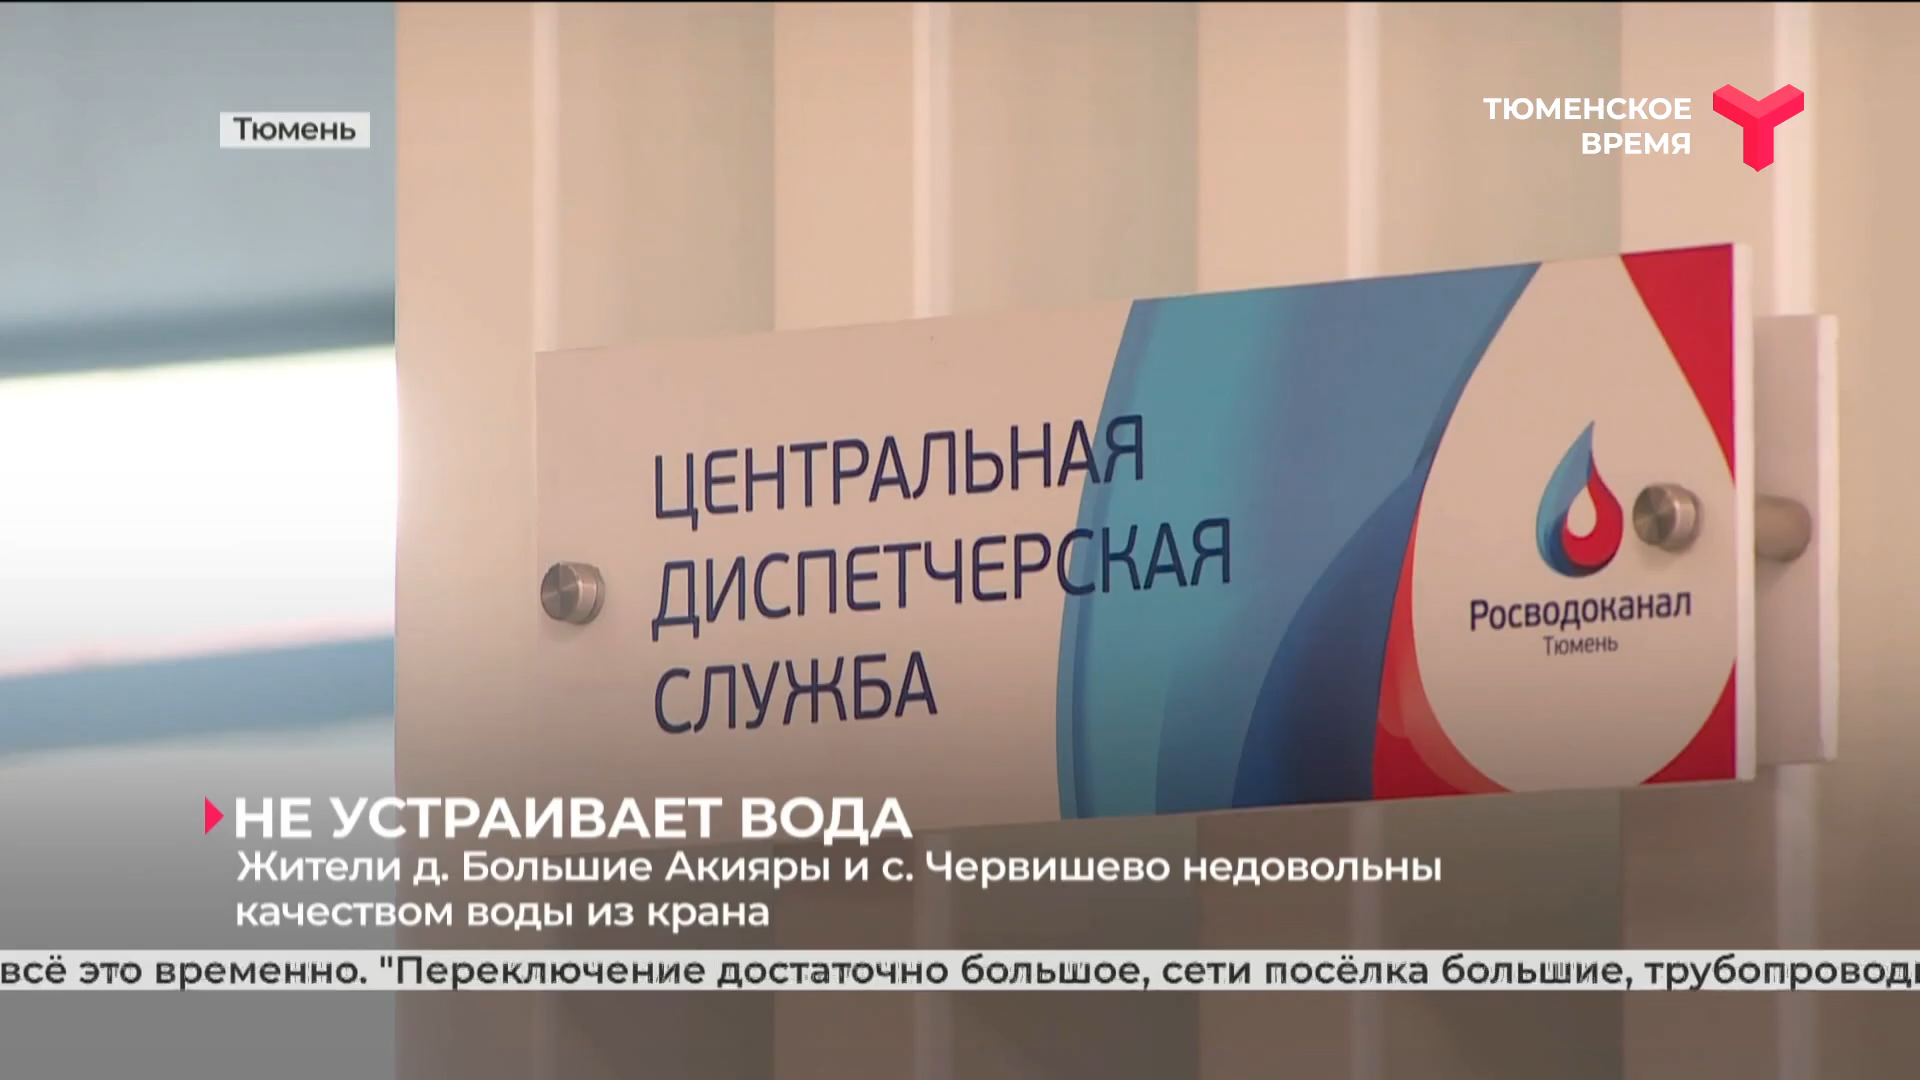 Тюмень
ТЮМЕНСКОЕ
ВРЕМЯ
ЦЕНТРАЛЬНАЯ
ДИСПЕТЧЕРСКАЯ
СЛУЖБА
Росводоканал
Тюмень
НЕ УСТРАИВАЕТ ВОДА
Жители д. Большие Акияры и с. Червишево недовольны
качеством воды из крана
всё это временно. "Переключение достаточно большое, сети посёлка большие, трубопровод